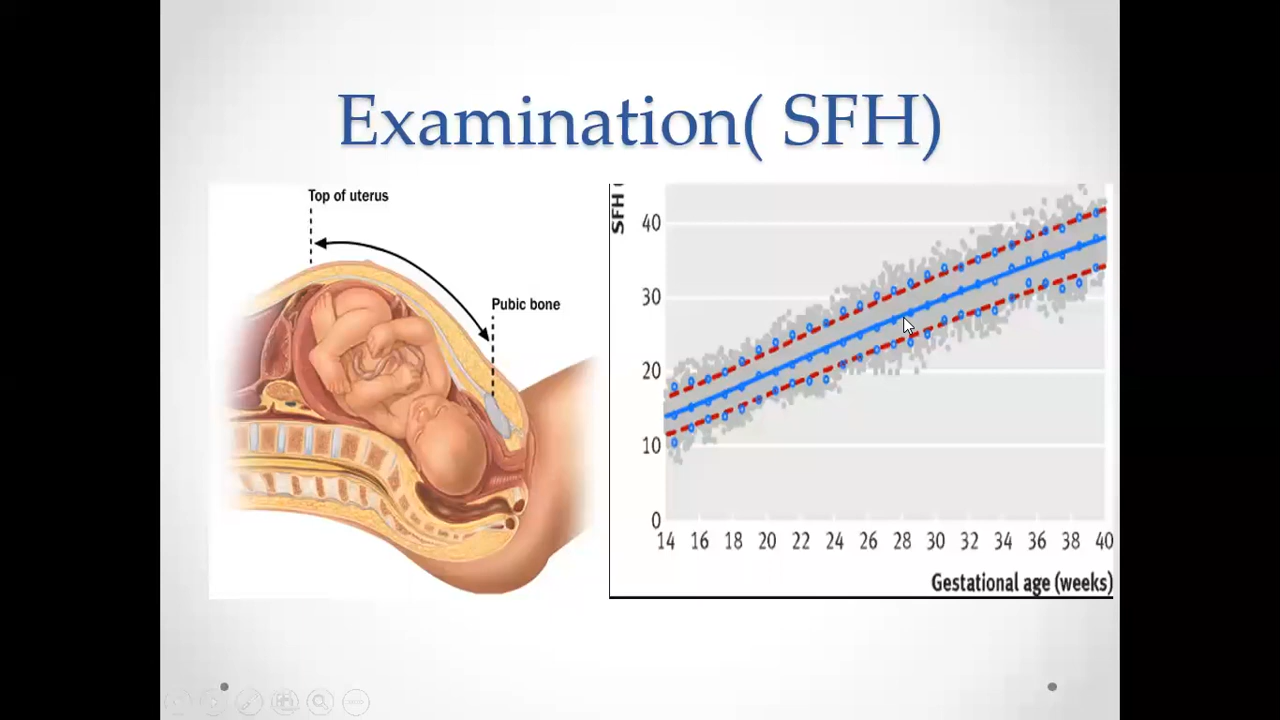 Examination( SFH)
Top of uterus
Pubic bone
SFH (
40
30
20
10
0
14 16 18 20 22 24 26 28 30 32 34 36 38 40
Gestational age (weeks)